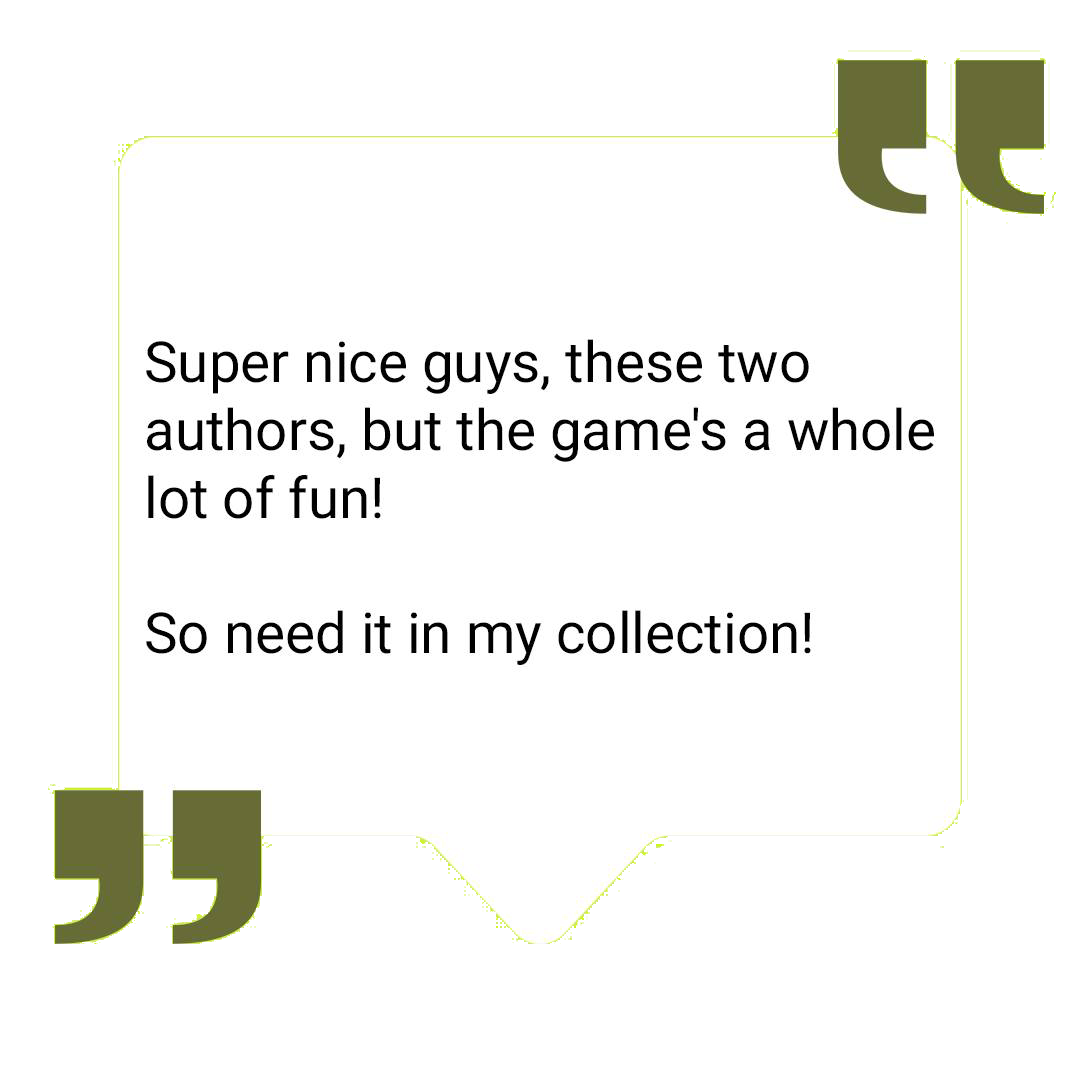 Super nice guys, these two
authors, but the game's a whole
lot of fun!
So need it in my collection!